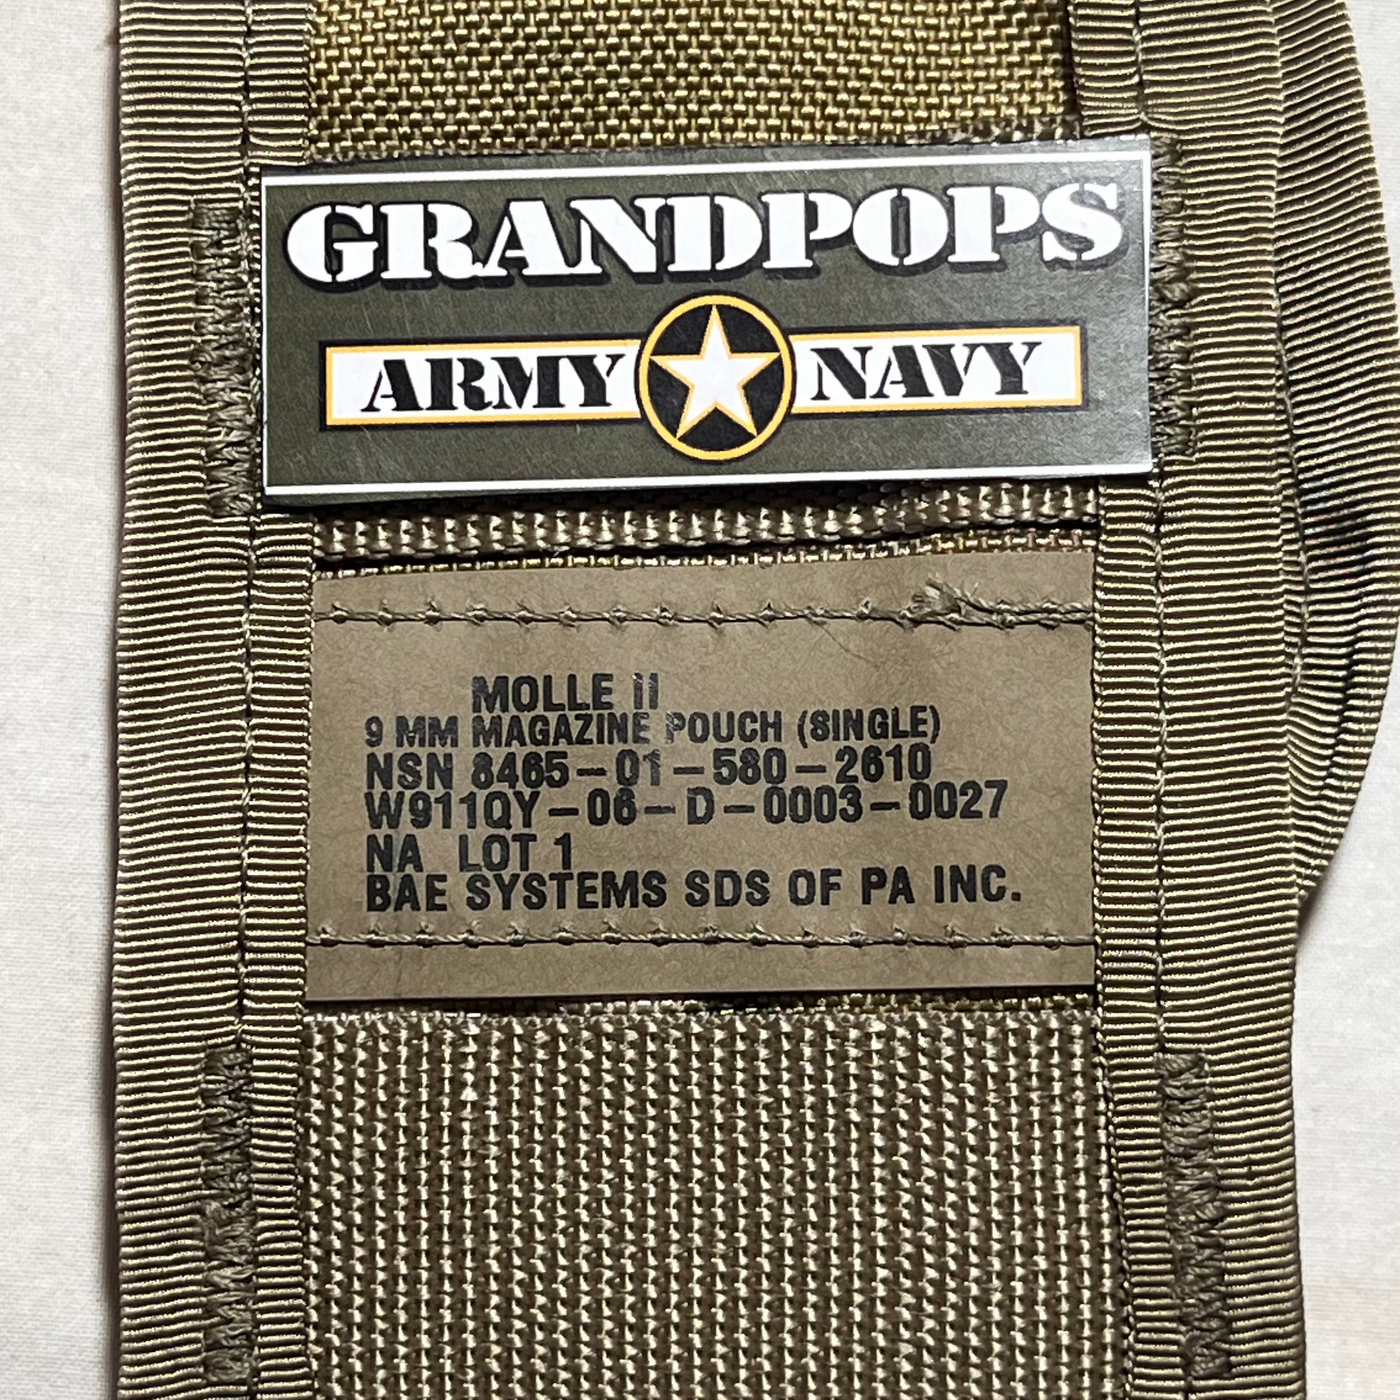 GRANDPOPS
ARMY NAVY
MOLLE II
9 MM MAGAZINE POUCH (SINGLE)
NSN 8465-01-580-2610
W911QY-06-D-0003-0027
NA LOT 1
BAE SYSTEMS SDS OF PA INC.